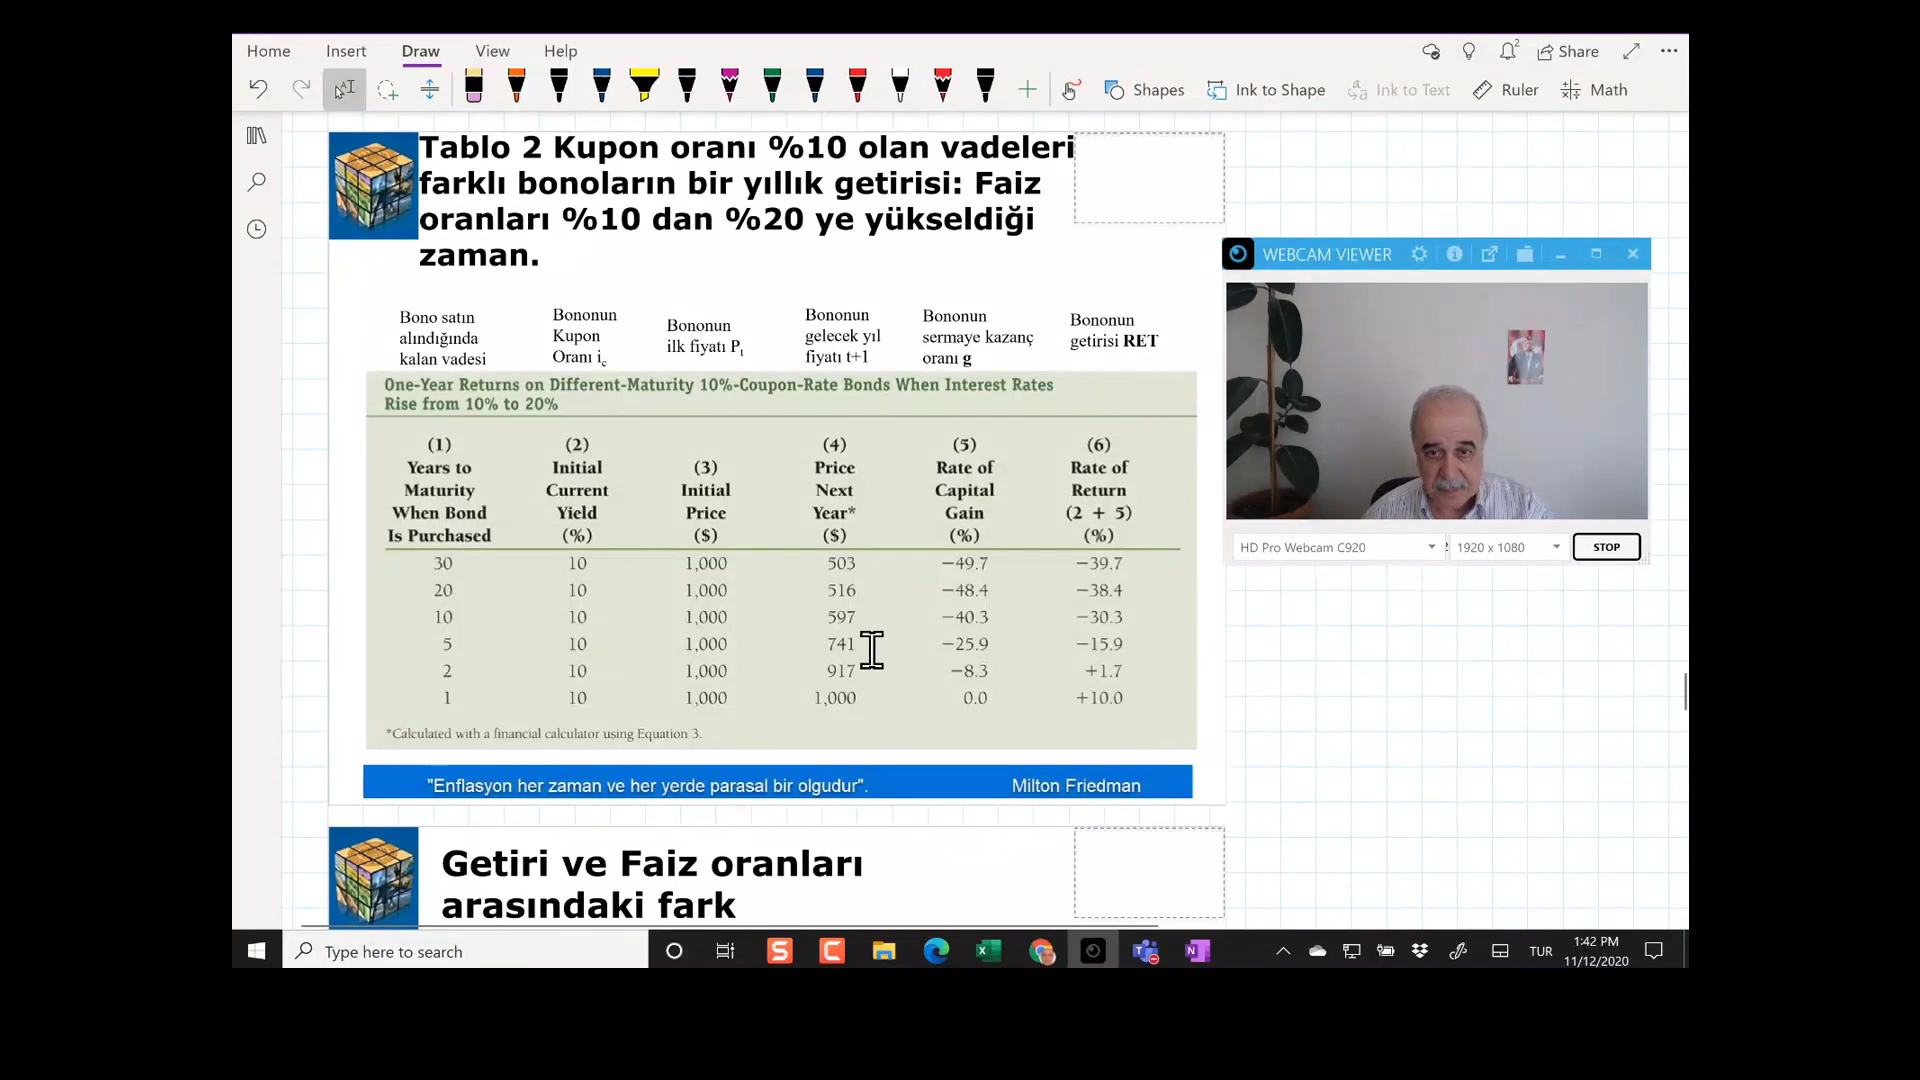 Home Insert Draw View Help
2
Share
Shapes Ink to Shape Ink to Text Ruler Math
Tablo 2 Kupon oranı %10 olan vadeleri
farklı bonoların bir yıllık getirisi: Faiz
oranları %10 dan %20 ye yükseldiği
zaman.
WEBCAM VIEWER
Bono satın
alındığında
kalan vadesi
Bononun
Kupon
Oranı ic
Bononun
ilk fiyatı Pt
Bononun
gelecek yıl
fiyatı t+1
Bononun
sermaye kazanç
oranı g
Bononun
getirisi RET
One-Year Returns on Different-Maturity 10%-Coupon-Rate Bonds When Interest Rates
Rise from 10% to 20%
(1)
Years to
Maturity
When Bond
Is Purchased
(2)
Initial
Current
Yield
(%)
(3)
Initial
Price
($)
(4)
Price
Next
Year*
($)
(5)
Rate of
Capital
Gain
(%)
(6)
Rate of
Return
(2 + 5)
(%)
30 10 1,000 503 −49.7 −39.7
20 10 1,000 516 −48.4 −38.4
10 10 1,000 597 −40.3 −30.3
5 10 1,000 741 −25.9 −15.9
2 10 1,000 917 −8.3 +1.7
1 10 1,000 1,000 0.0 +10.0
*Calculated with a financial calculator using Equation 3.
"Enflasyon her zaman ve her yerde parasal bir olgudur". Milton Friedman
HD Pro Webcam C920 1920 x 1080 STOP
Getiri ve Faiz oranları
arasındaki fark
Type here to search
TUR
1:42 PM
11/12/2020